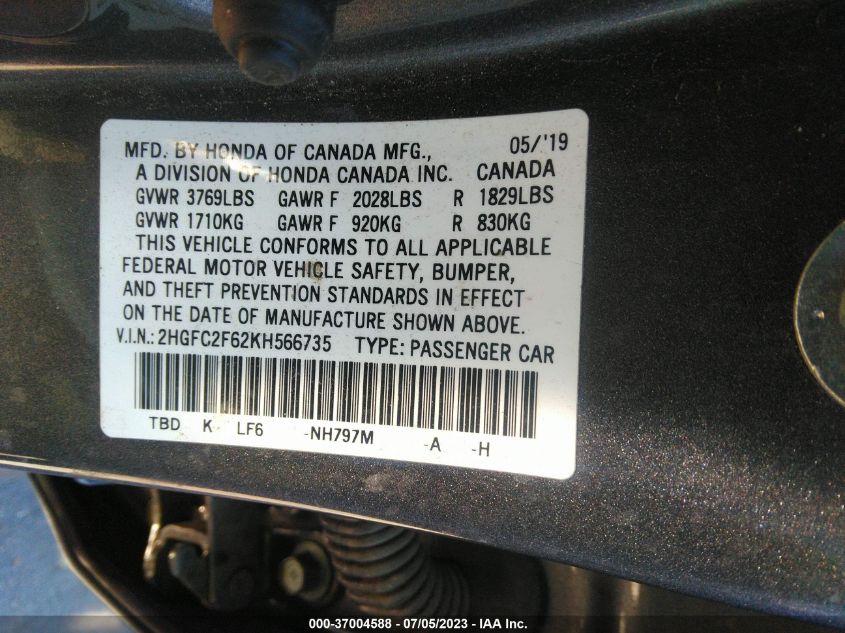 MFD. BY HONDA OF CANADA MFG., 05/'19
A DIVISION OF HONDA CANADA INC. CANADA
GVWR 3769LBS GAWR F 2028LBS R 1829LBS
GVWR 1710KG GAWR F 920KG R 830KG
THIS VEHICLE CONFORMS TO ALL APPLICABLE
FEDERAL MOTOR VEHICLE SAFETY, BUMPER,
AND THEFT PREVENTION STANDARDS IN EFFECT
ON THE DATE OF MANUFACTURE SHOWN ABOVE.
V.I.N.: 2HGFC2F62KH566735 TYPE: PASSENGER CAR
TBD K LF6 -NH797M -A -H
000-37004588 - 07/05/2023 - IAA Inc.